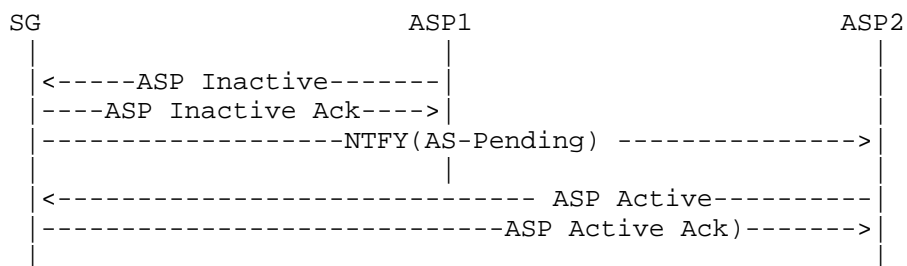 SG ASP1 ASP2
<-----ASP Inactive-------
----ASP Inactive Ack---->
-------------------NTFY(AS-Pending) --------------->
<------------------------------ ASP Active----------
-----------------------------ASP Active Ack)------->